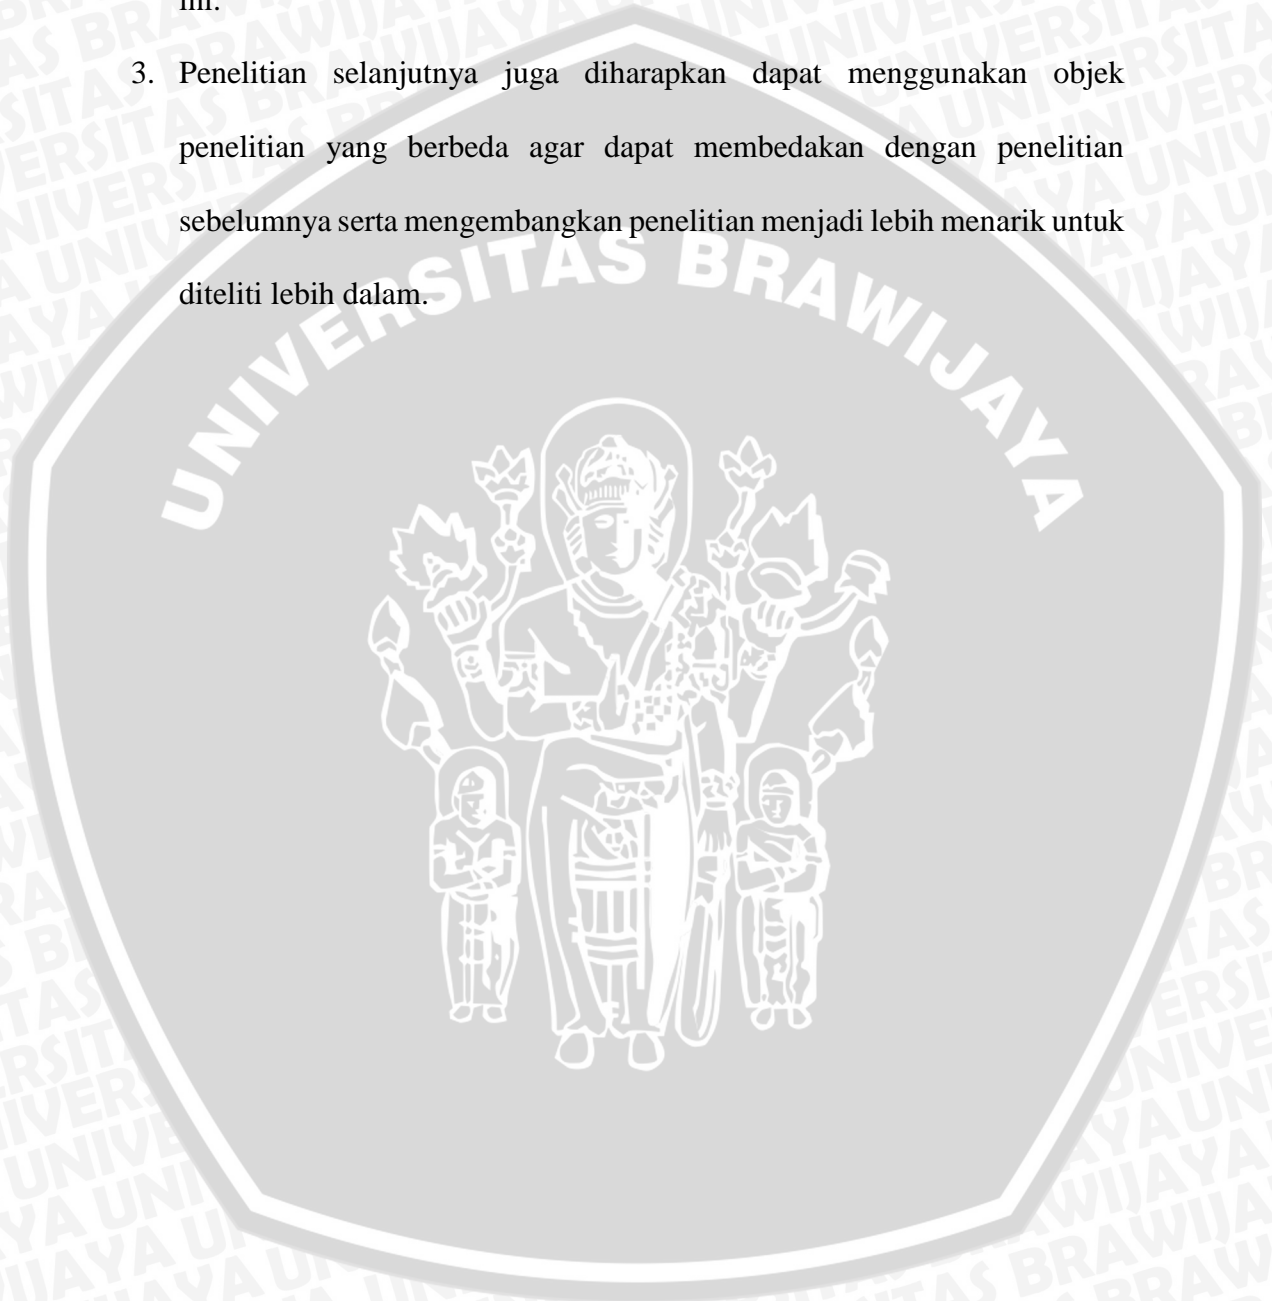 ini.
3. Penelitian selanjutnya juga diharapkan dapat menggunakan objek
penelitian yang berbeda agar dapat membedakan dengan penelitian
sebelumnya serta mengembangkan penelitian menjadi lebih menarik untuk
diteliti lebih dalam.
UNIVERSITAS BRAWIJAYA